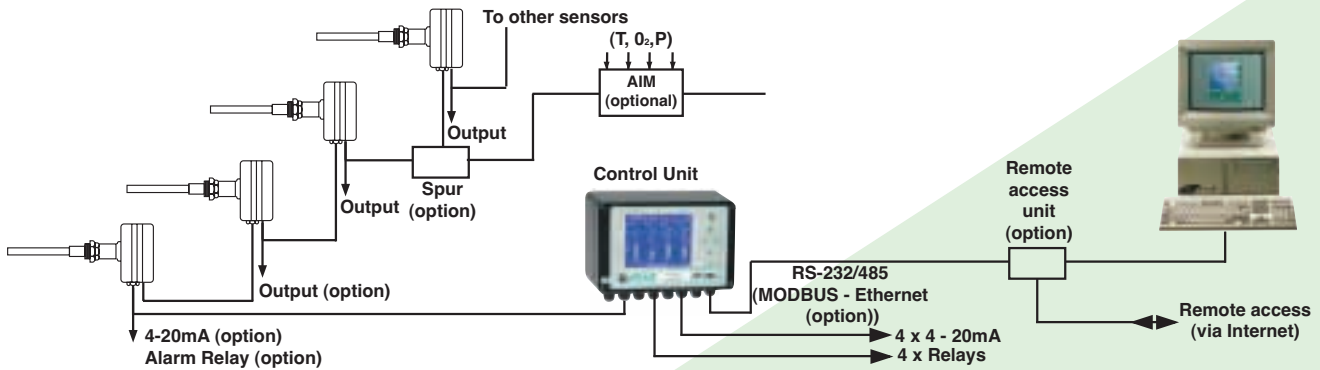 To other sensors
(T, 0₂,P)
AIM
(optional)
Output
Spur
(option)
Output
Output (option)
4-20mA (option)
Alarm Relay (option)
Control Unit
RS-232/485
(MODBUS - Ethernet
(option))
4 x 4 - 20mA
4 x Relays
Remote
access
unit
(option)
Remote access
(via Internet)